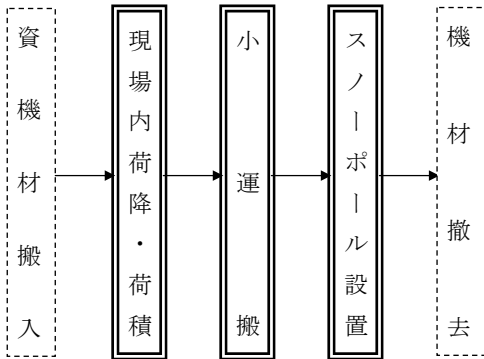 資機材搬入
現場内荷降・荷積
小運搬
スノーポール設置
機材撤去